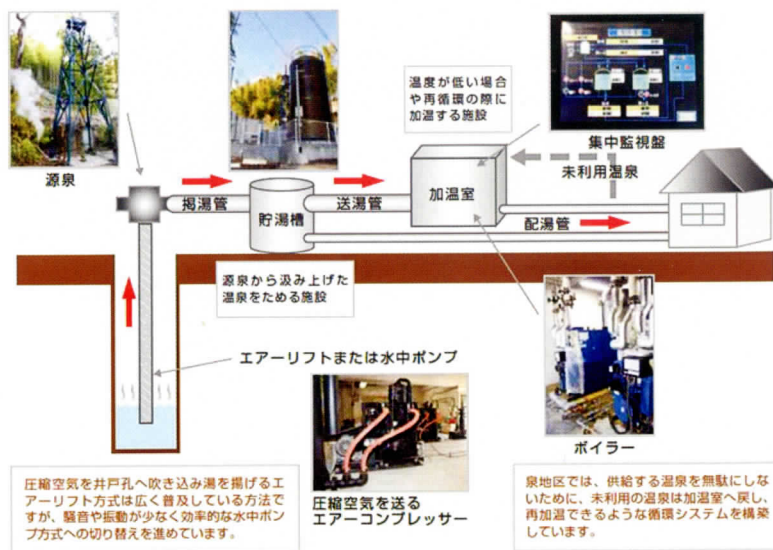 温度が低い場合
や再循環の際に
加温する施設
集中監視盤
源泉
未利用温泉
加温室
掲湯管
貯湯槽
送湯管
配湯管
源泉から汲み上げた
温泉をためる施設
エアーリフトまたは水中ポンプ
ボイラー
圧縮空気を井戸孔へ吹き込み湯を揚げるエ
アーリフト方式は広く普及している方法で
すが、騒音や振動が少なく効率的な水中ポンプ
方式への切り替えを進めています。
圧縮空気を送る
エアーコンプレッサー
泉地区では、供給する温泉を無駄にしな
いために、未利用の温泉は加温室へ戻し、
再加温できるような循環システムを構築
しています。